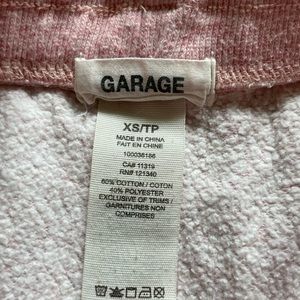 GARAGE
XS/TP
MADE IN CHINA
FAIT EN CHINE
100036186
CA# 11319
RN# 121340
60% COTTON / COTON
40% POLYESTER
EXCLUSIVE OF TRIMS /
GARNITURES NON
COMPRISES